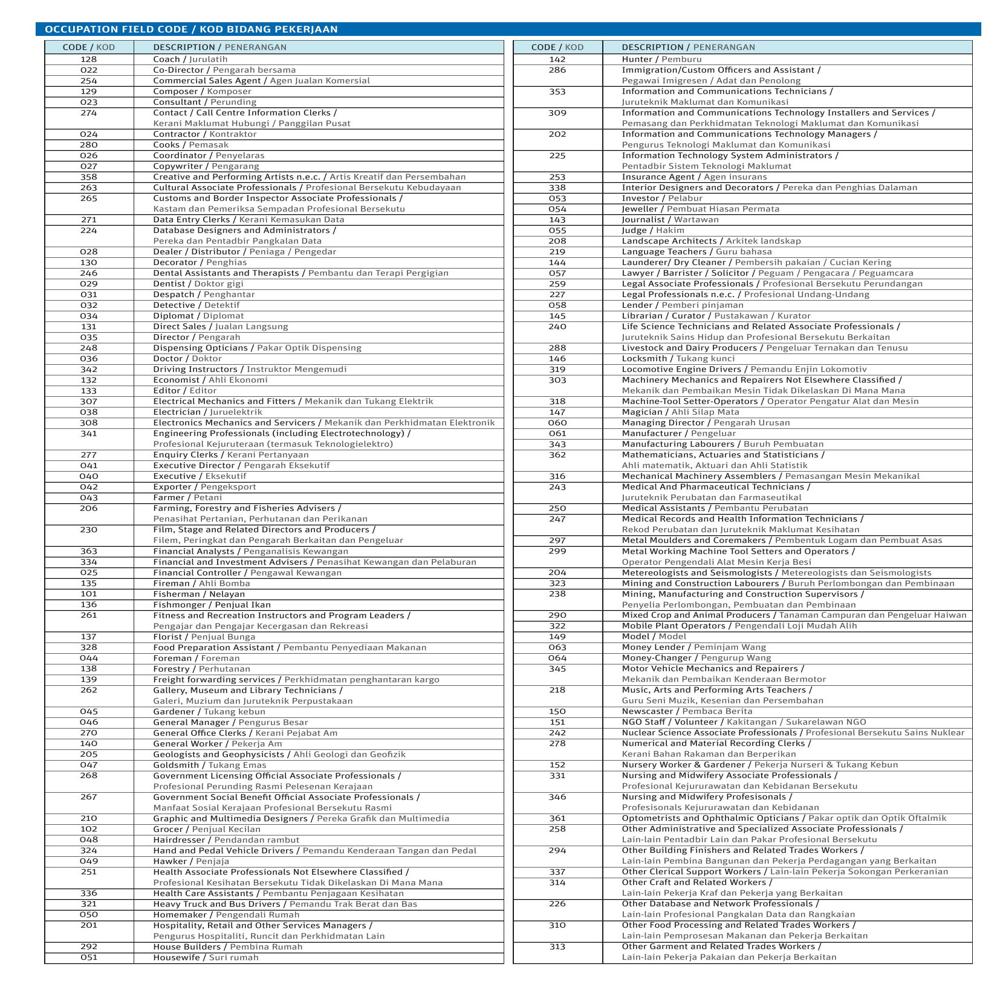 OCCUPATION FIELD CODE / KOD BIDANG PEKERJAAN
CODE / KOD DESCRIPTION / PENERANGAN
128 Coach / Jurulatih
022 Co-Director / Pengarah bersama
254 Commercial Sales Agent / Agen Jualan Komersial
129 Composer / Komposer
023 Consultant / Perunding
274 Contact / Call Centre Information Clerks /
Kerani Maklumat Hubungi / Panggilan Pusat
024 Contractor / Kontraktor
280 Cooks / Pemasak
026 Coordinator / Penyelaras
027 Copywriter / Pengarang
358 Creative and Performing Artists n.e.c. / Artis Kreatif dan Persembahan
263 Cultural Associate Professionals / Profesional Bersekutu Kebudayaan
265 Customs and Border Inspector Associate Professionals /
Kastam dan Pemeriksa Sempadan Profesional Bersekutu
271 Data Entry Clerks / Kerani Kemasukan Data
224 Database Designers and Administrators /
Pereka dan Pentadbir Pangkalan Data
028 Dealer / Distributor / Peniaga / Pengedar
130 Decorator / Penghias
246 Dental Assistants and Therapists / Pembantu dan Terapi Pergigian
029 Dentist / Doktor gigi
031 Despatch / Penghantar
032 Detective / Detektif
034 Diplomat / Diplomat
131 Direct Sales / Jualan Langsung
035 Director / Pengarah
248 Dispensing Opticians / Pakar Optik Dispensing
036 Doctor / Doktor
342 Driving Instructors / Instruktor Mengemudi
132 Economist / Ahli Ekonomi
133 Editor / Editor
307 Electrical Mechanics and Fitters / Mekanik dan Tukang Elektrik
038 Electrician / Juruelektrik
308 Electronics Mechanics and Servicers / Mekanik dan Perkhidmatan Elektronik
341 Engineering Professionals (including Electrotechnology) /
Profesional Kejuruteraan (termasuk Teknologielektro)
277 Enquiry Clerks / Kerani Pertanyaan
041 Executive Director / Pengarah Eksekutif
040 Executive / Eksekutif
042 Exporter / Pengeksport
043 Farmer / Petani
206 Farming, Forestry and Fisheries Advisers /
Penasihat Pertanian, Perhutanan dan Perikanan
230 Film, Stage and Related Directors and Producers /
Filem, Peringkat dan Pengarah Berkaitan dan Pengeluar
363 Financial Analysts / Penganalisis Kewangan
334 Financial and Investment Advisers / Penasihat Kewangan dan Pelaburan
025 Financial Controller / Pengawal Kewangan
135 Fireman / Ahli Bomba
101 Fisherman / Nelayan
136 Fishmonger / Penjual Ikan
261 Fitness and Recreation Instructors and Program Leaders /
Pengajar dan Pengajar Kecergasan dan Rekreasi
137 Florist / Penjual Bunga
328 Food Preparation Assistant / Pembantu Penyediaan Makanan
044 Foreman / Foreman
138 Forestry / Perhutanan
139 Freight forwarding services / Perkhidmatan penghantaran kargo
262 Gallery, Museum and Library Technicians /
Galeri, Muzium dan Juruteknik Perpustakaan
045 Gardener / Tukang kebun
046 General Manager / Pengurus Besar
270 General Office Clerks / Kerani Pejabat Am
140 General Worker / Pekerja Am
205 Geologists and Geophysicists / Ahli Geologi dan Geofizik
047 Goldsmith / Tukang Emas
268 Government Licensing Official Associate Professionals /
Profesional Perunding Rasmi Pelesenan Kerajaan
267 Government Social Benefit Official Associate Professionals /
Manfaat Sosial Kerajaan Profesional Bersekutu Rasmi
210 Graphic and Multimedia Designers / Pereka Grafik dan Multimedia
102 Grocer / Penjual Kecilan
048 Hairdresser / Pendandan rambut
324 Hand and Pedal Vehicle Drivers / Pemandu Kenderaan Tangan dan Pedal
049 Hawker / Penjaja
251 Health Associate Professionals Not Elsewhere Classified /
Profesional Kesihatan Bersekutu Tidak Dikelaskan Di Mana Mana
336 Health Care Assistants / Pembantu Penjagaan Kesihatan
321 Heavy Truck and Bus Drivers / Pemandu Trak Berat dan Bas
050 Homemaker / Pengendali Rumah
201 Hospitality, Retail and Other Services Managers /
Pengurus Hospitaliti, Runcit dan Perkhidmatan Lain
292 House Builders / Pembina Rumah
051 Housewife / Suri rumah
CODE / KOD DESCRIPTION / PENERANGAN
142 Hunter / Pemburu
286 Immigration/Custom Officers and Assistant /
Pegawai Imigresen / Adat dan Penolong
353 Information and Communications Technicians /
Juruteknik Maklumat dan Komunikasi
309 Information and Communications Technology Installers and Services /
Pemasang dan Perkhidmatan Teknologi Maklumat dan Komunikasi
202 Information and Communications Technology Managers /
Pengurus Teknologi Maklumat dan Komunikasi
225 Information Technology System Administrators /
Pentadbir Sistem Teknologi Maklumat
253 Insurance Agent / Agen insurans
338 Interior Designers and Decorators / Pereka dan Penghias Dalaman
053 Investor / Pelabur
054 Jeweller / Pembuat Hiasan Permata
143 Journalist / Wartawan
055 Judge / Hakim
208 Landscape Architects / Arkitek landskap
219 Language Teachers / Guru bahasa
144 Launderer/ Dry Cleaner / Pembersih pakaian / Cucian Kering
057 Lawyer / Barrister / Solicitor / Peguam / Pengacara / Peguamcara
259 Legal Associate Professionals / Profesional Bersekutu Perundangan
227 Legal Professionals n.e.c. / Profesional Undang-Undang
058 Lender / Pemberi pinjaman
145 Librarian / Curator / Pustakawan / Kurator
240 Life Science Technicians and Related Associate Professionals /
Juruteknik Sains Hidup dan Profesional Bersekutu Berkaitan
288 Livestock and Dairy Producers / Pengeluar Ternakan dan Tenusu
146 Locksmith / Tukang kunci
319 Locomotive Engine Drivers / Pemandu Enjin Lokomotiv
303 Machinery Mechanics and Repairers Not Elsewhere Classified /
Mekanik dan Pembaikan Mesin Tidak Dikelaskan Di Mana Mana
318 Machine-Tool Setter-Operators / Operator Pengatur Alat dan Mesin
147 Magician / Ahli Silap Mata
060 Managing Director / Pengarah Urusan
061 Manufacturer / Pengeluar
343 Manufacturing Labourers / Buruh Pembuatan
362 Mathematicians, Actuaries and Statisticians /
Ahli matematik, Aktuari dan Ahli Statistik
316 Mechanical Machinery Assemblers / Pemasangan Mesin Mekanikal
243 Medical And Pharmaceutical Technicians /
Juruteknik Perubatan dan Farmaseutikal
250 Medical Assistants / Pembantu Perubatan
247 Medical Records and Health Information Technicians /
Rekod Perubatan dan Juruteknik Maklumat Kesihatan
297 Metal Moulders and Coremakers / Pembentuk Logam dan Pembuat Asas
299 Metal Working Machine Tool Setters and Operators /
Operator Pengendali Alat Mesin Kerja Besi
204 Metereologists and Seismologists / Metereologists dan Seismologists
323 Mining and Construction Labourers / Buruh Perlombongan dan Pembinaan
238 Mining, Manufacturing and Construction Supervisors /
Penyelia Perlombongan, Pembuatan dan Pembinaan
290 Mixed Crop and Animal Producers / Tanaman Campuran dan Pengeluar Haiwan
322 Mobile Plant Operators / Pengendali Loji Mudah Alih
149 Model / Model
063 Money Lender / Peminjam Wang
064 Money-Changer / Pengurup Wang
345 Motor Vehicle Mechanics and Repairers /
Mekanik dan Pembaikan Kenderaan Bermotor
218 Music, Arts and Performing Arts Teachers /
Guru Seni Muzik, Kesenian dan Persembahan
150 Newscaster / Pembaca Berita
151 NGO Staff / Volunteer / Kakitangan / Sukarelawan NGO
242 Nuclear Science Associate Professionals / Profesional Bersekutu Sains Nuklear
278 Numerical and Material Recording Clerks /
Kerani Bahan Rakaman dan Berperikan
152 Nursery Worker & Gardener / Pekerja Nurseri & Tukang Kebun
331 Nursing and Midwifery Associate Professionals /
Profesional Kejururawatan dan Kebidanan Bersekutu
346 Nursing and Midwifery Profesisonals /
Profesisonals Kejururawatan dan Kebidanan
361 Optometrists and Ophthalmic Opticians / Pakar optik dan Optik Oftalmik
258 Other Administrative and Specialized Associate Professionals /
Lain-lain Pentadbir Lain dan Pakar Profesional Bersekutu
294 Other Building Finishers and Related Trades Workers /
Lain-lain Pembina Bangunan dan Pekerja Perdagangan yang Berkaitan
337 Other Clerical Support Workers / Lain-lain Pekerja Sokongan Perkeranian
314 Other Craft and Related Workers /
Lain-lain Pekerja Kraf dan Pekerja yang Berkaitan
226 Other Database and Network Professionals /
Lain-lain Profesional Pangkalan Data dan Rangkaian
310 Other Food Processing and Related Trades Workers /
Lain-lain Pemprosesan Makanan dan Pekerja Berkaitan
313 Other Garment and Related Trades Workers /
Lain-lain Pekerja Pakaian dan Pekerja Berkaitan